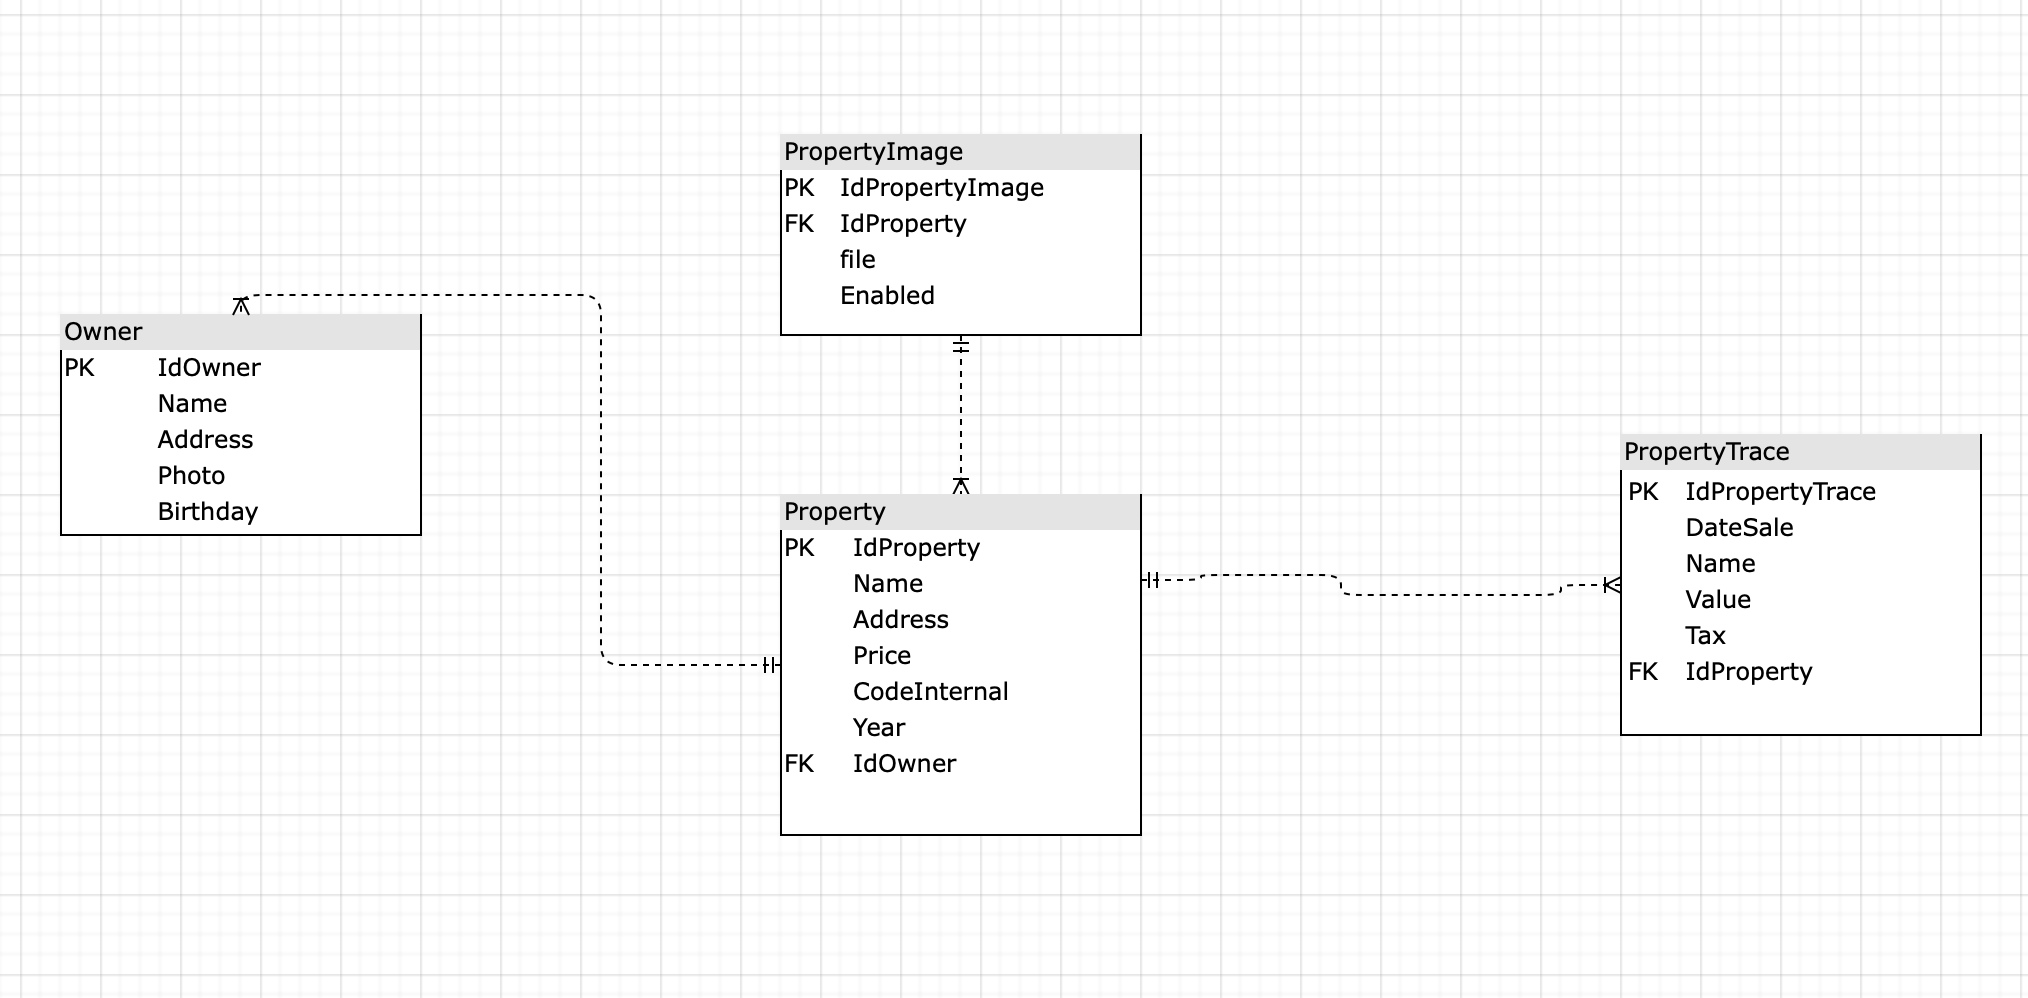 PropertyImage
PK IdPropertyImage
FK IdProperty
file
Enabled
Owner
PK IdOwner
Name
Address
Photo
Birthday
Property
PK IdProperty
Name
Address
Price
CodeInternal
Year
FK IdOwner
PropertyTrace
PK IdPropertyTrace
DateSale
Name
Value
Tax
FK IdProperty